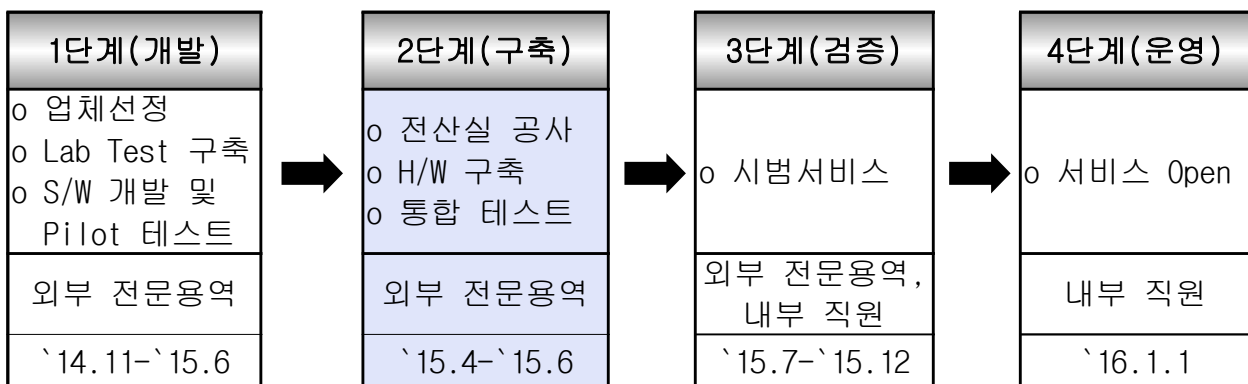 1단계(개발)
o 업체선정
o Lab Test 구축
o S/W 개발 및
Pilot 테스트
외부 전문용역
`14.11-`15.6
2단계(구축)
o 전산실 공사
o H/W 구축
o 통합 테스트
외부 전문용역
`15.4-`15.6
3단계(검증)
o 시범서비스
외부 전문용역,
내부 직원
`15.7-`15.12
4단계(운영)
o 서비스 Open
내부 직원
`16.1.1